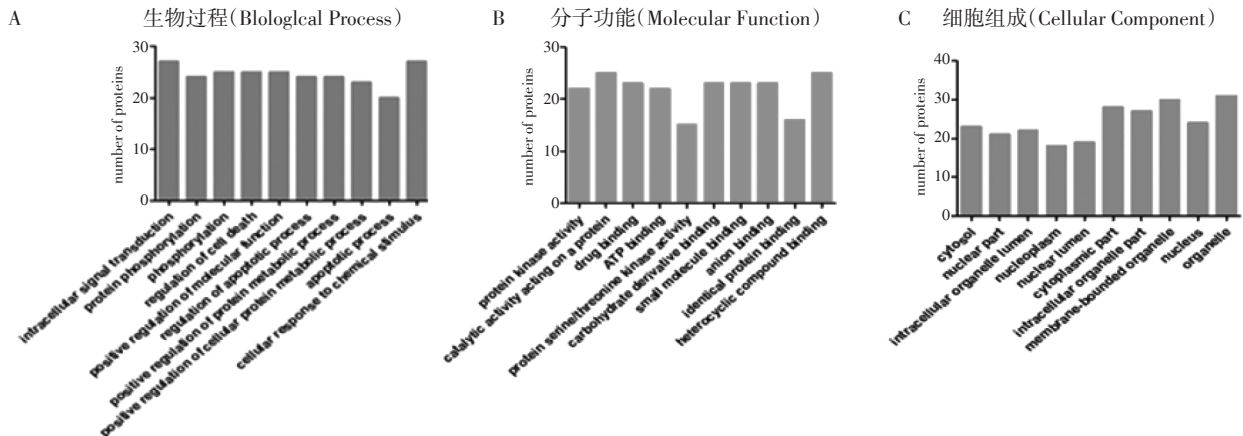 A
生物过程(BIologIcal Process)
number of proteins
30
20
10
0
intracellular signal transduction
protein phosphorylation
phosphorylation
regulation of cell death
positive regulation of molecular function
regulation of apoptotic process
positive regulation of protein metabolic process
positive regulation of cellular protein metabolic process
apoptotic process
cellular response to chemical stimulus
B
分子功能(Molecular Function)
number of proteins
30
20
10
0
protein kinase activity
catalytic activity acting on a protein
drug binding
ATP binding
protein serine/threonine kinase activity
carbohydrate derivative binding
small molecule binding
anion binding
identical protein binding
heterocyclic compound binding
C
细胞组成(Cellular Component)
number of proteins
40
30
20
10
0
cytosol
nuclear part
intracellular organelle lumen
nucleoplasm
nuclear lumen
cytoplasmic part
intracellular organelle part
membrane-bounded organelle
nucleus
organelle